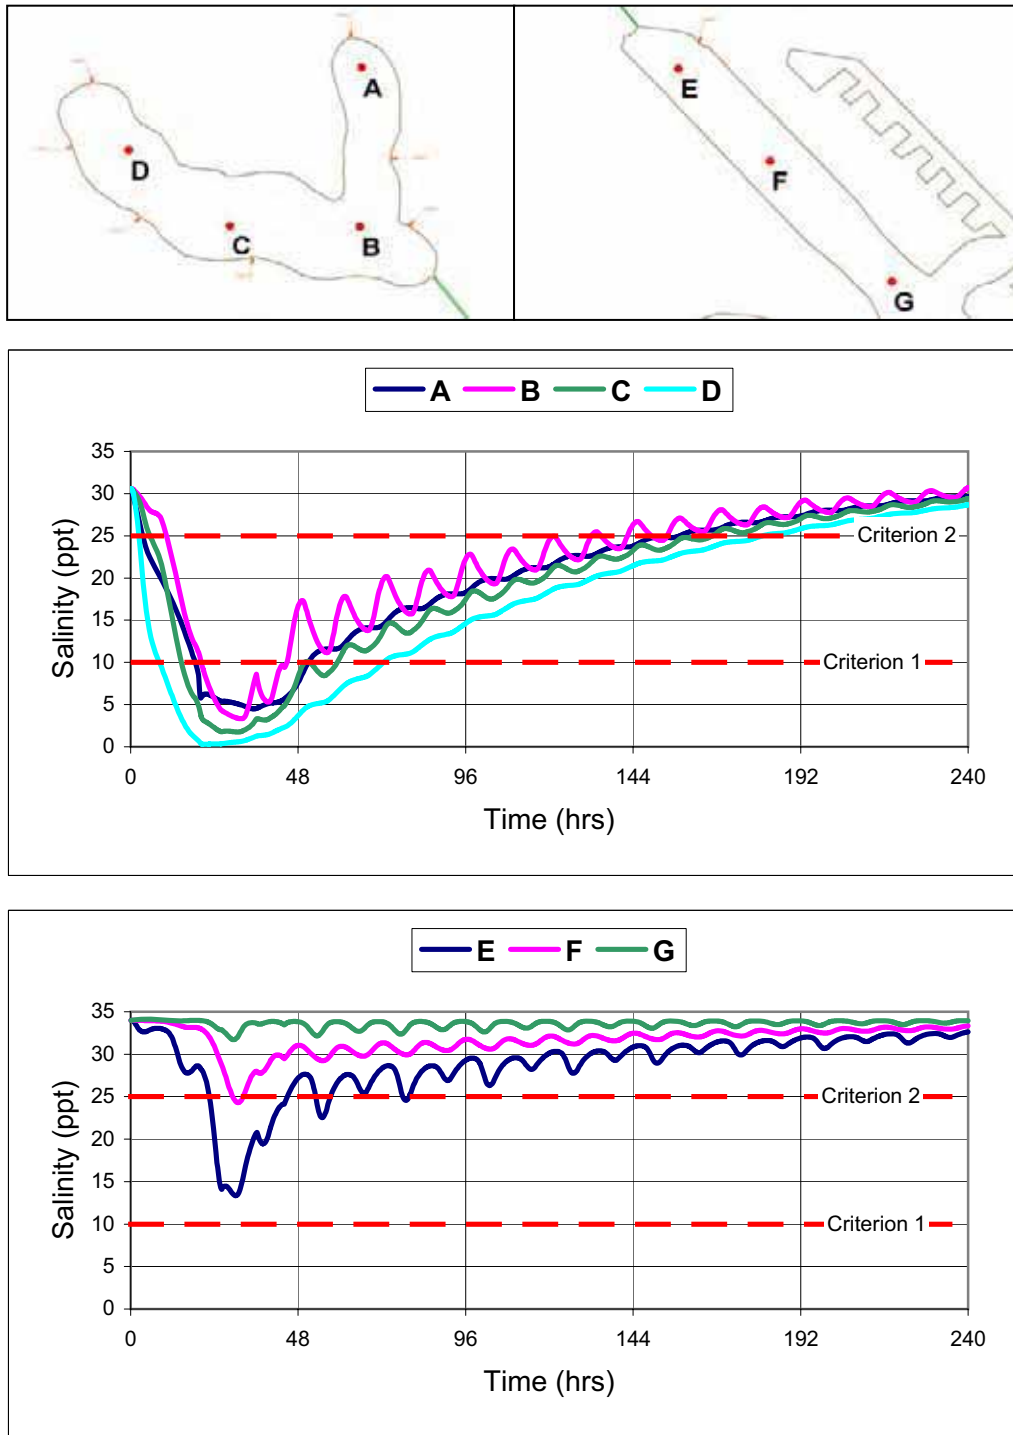 A
D
C
B
E
F
G
A B C D
35
30
25
20
15
10
5
0
Salinity (ppt)
Criterion 2
Criterion 1
0 48 96 144 192 240
Time (hrs)
E F G
35
30
25
20
15
10
5
0
Salinity (ppt)
Criterion 2
Criterion 1
0 48 96 144 192 240
Time (hrs)